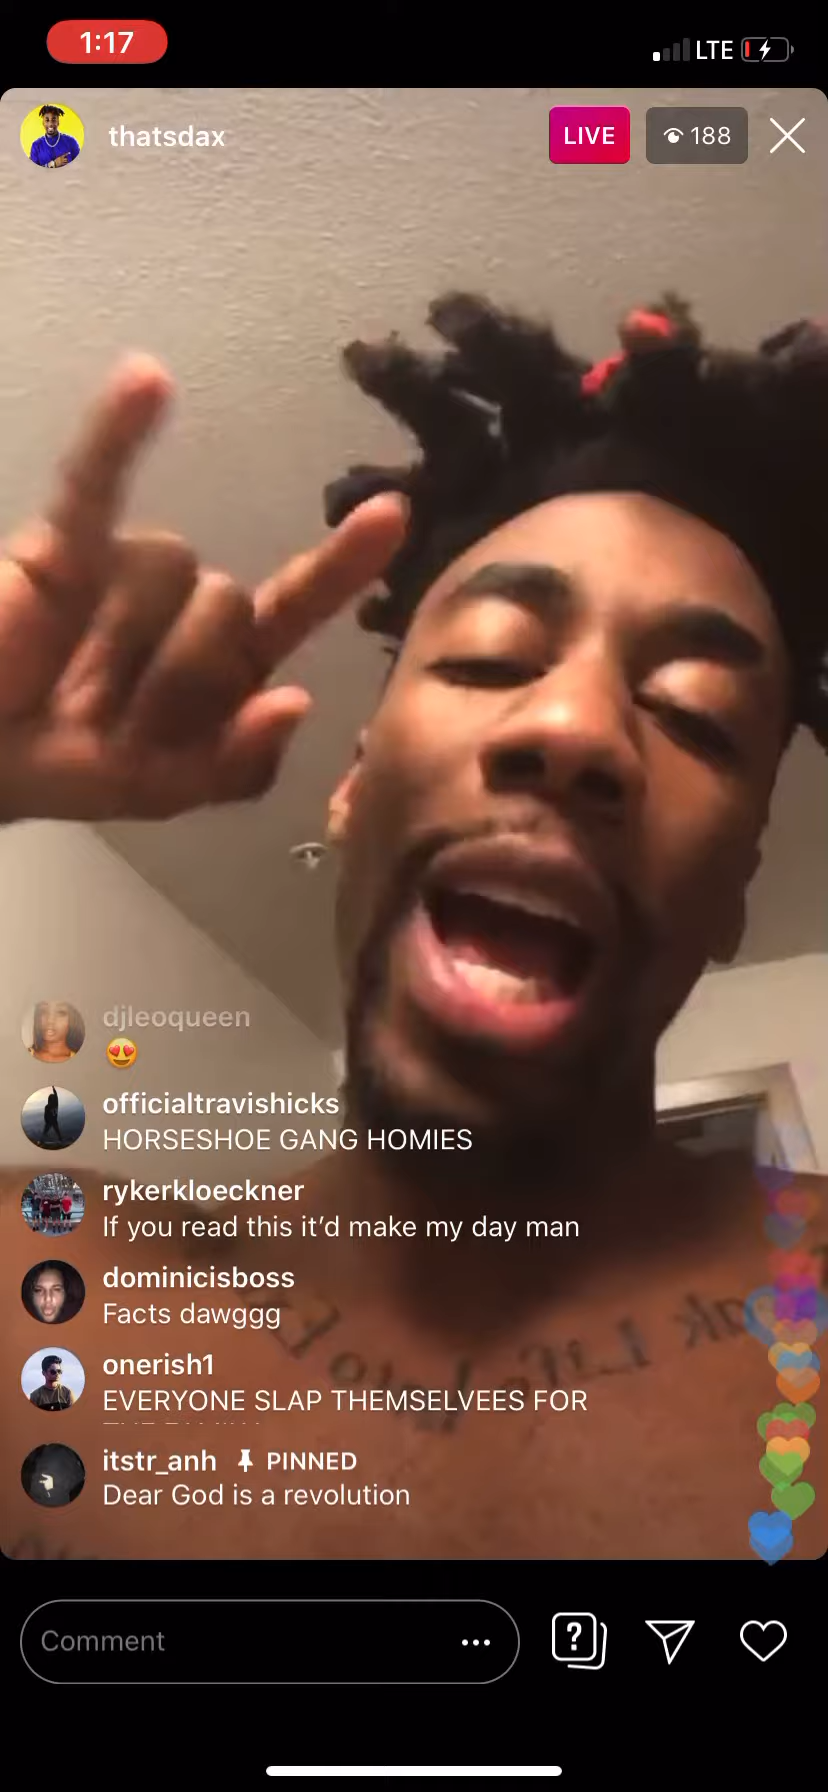 1:17
LTE
thatsdax
LIVE
188
djleoqueen
😍
officialtravishicks
HORSESHOE GANG HOMIES
rykerkloeckner
If you read this it’d make my day man
dominicisboss
Facts dawggg
onerish1
EVERYONE SLAP THEMSELVEES FOR
itstr_anh PINNED
Dear God is a revolution
Life
Comment